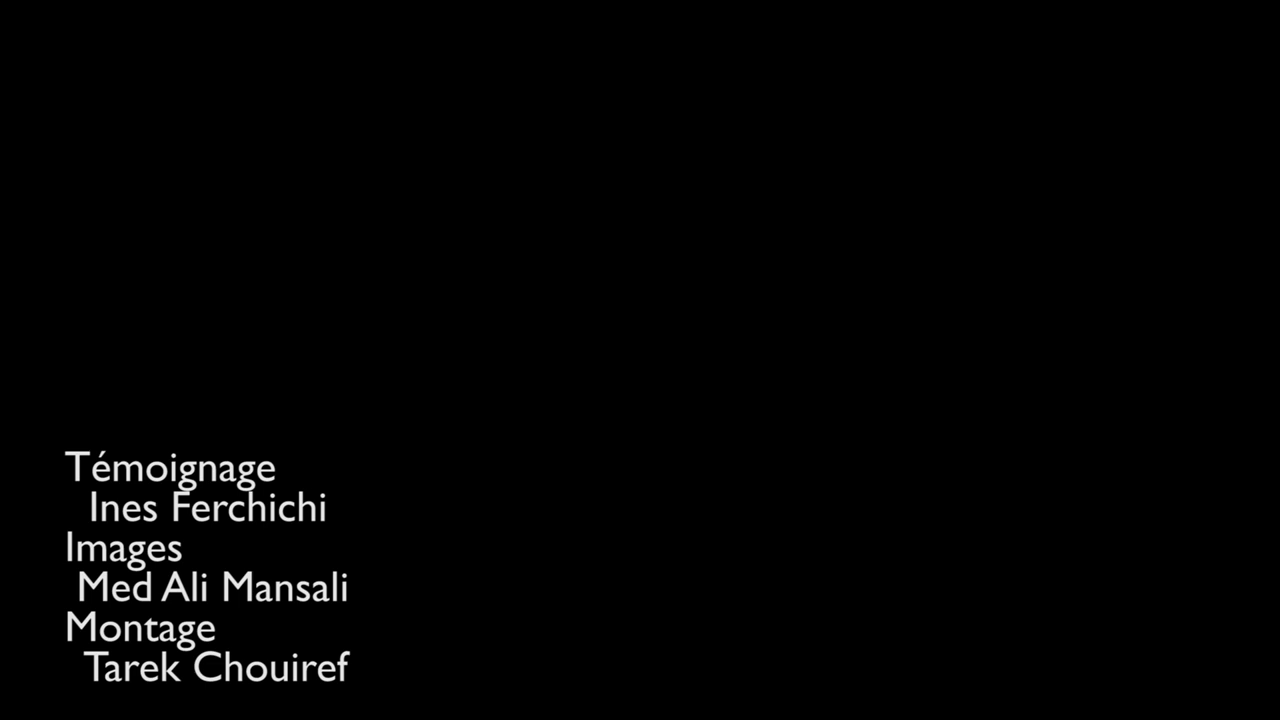 Témoignage
Ines Ferchichi
Images
Med Ali Mansali
Montage
Tarek Chouiref